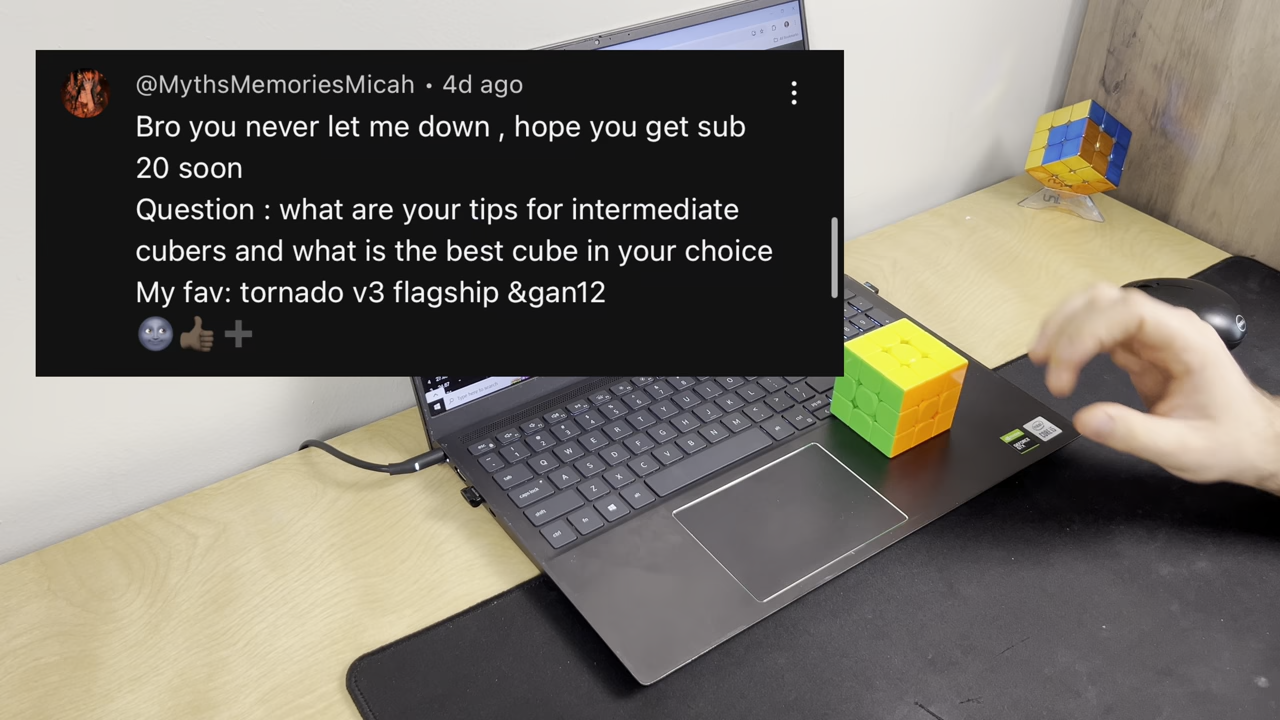 @MythsMemoriesMicah • 4d ago
Bro you never let me down , hope you get sub
20 soon
Question : what are your tips for intermediate
cubers and what is the best cube in your choice
My fav: tornado v3 flagship &gan12
🌚👍🏾➕